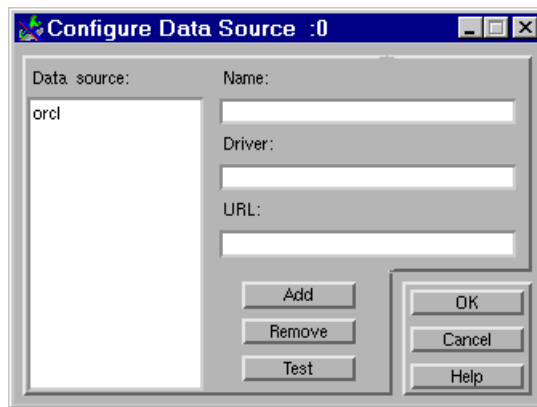 Configure Data Source :0
Data source:
orcl
Name:
Driver:
URL:
Add
Remove
Test
OK
Cancel
Help